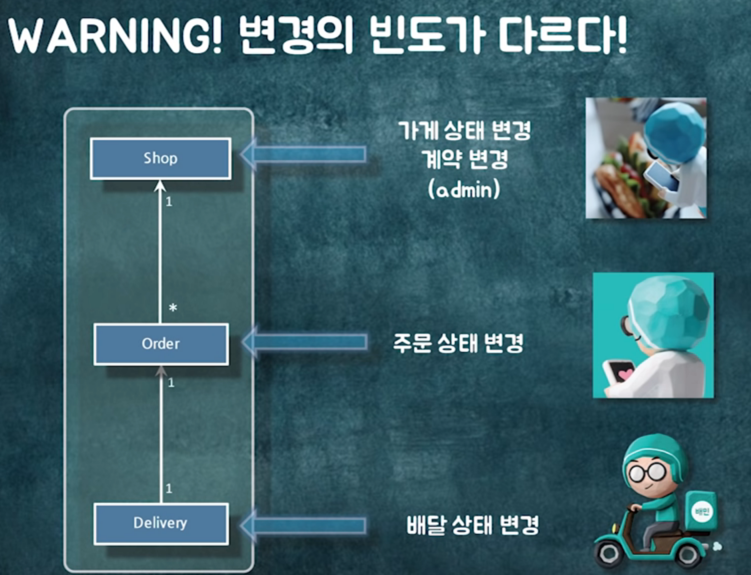 WARNING! 변경의 빈도가 다르다!
Shop
가게 상태 변경
계약 변경
(admin)
1
*
Order
주문 상태 변경
1
1
Delivery
배달 상태 변경
배민